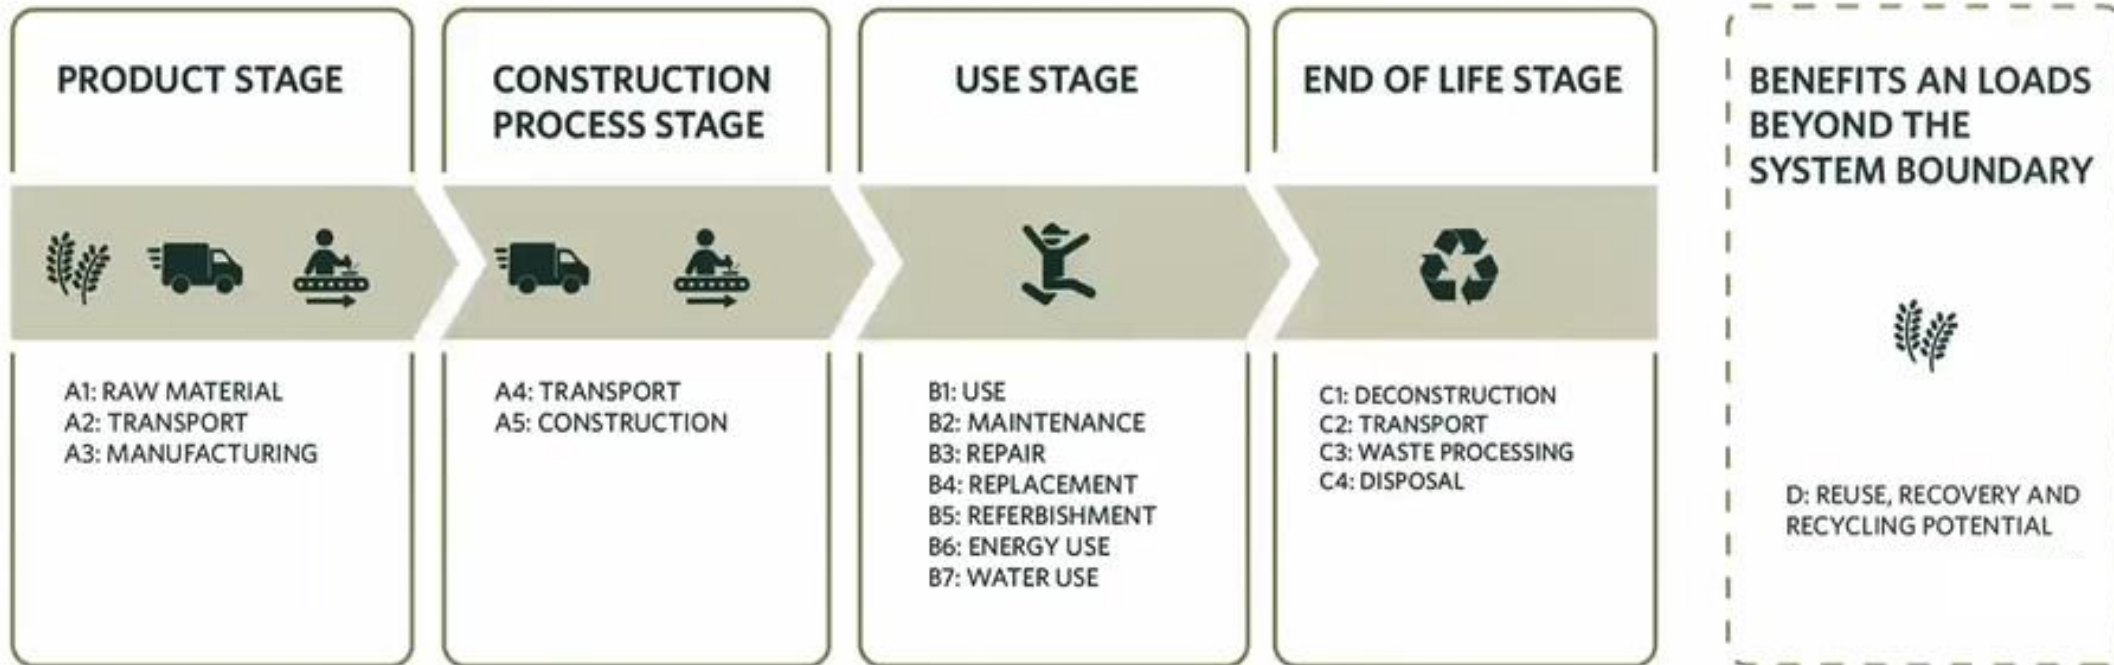 PRODUCT STAGE
A1: RAW MATERIAL
A2: TRANSPORT
A3: MANUFACTURING
CONSTRUCTION
PROCESS STAGE
A4: TRANSPORT
A5: CONSTRUCTION
USE STAGE
B1: USE
B2: MAINTENANCE
B3: REPAIR
B4: REPLACEMENT
B5: REFERBISHMENT
B6: ENERGY USE
B7: WATER USE
END OF LIFE STAGE
C1: DECONSTRUCTION
C2: TRANSPORT
C3: WASTE PROCESSING
C4: DISPOSAL
BENEFITS AN LOADS
BEYOND THE
SYSTEM BOUNDARY
D: REUSE, RECOVERY AND
RECYCLING POTENTIAL